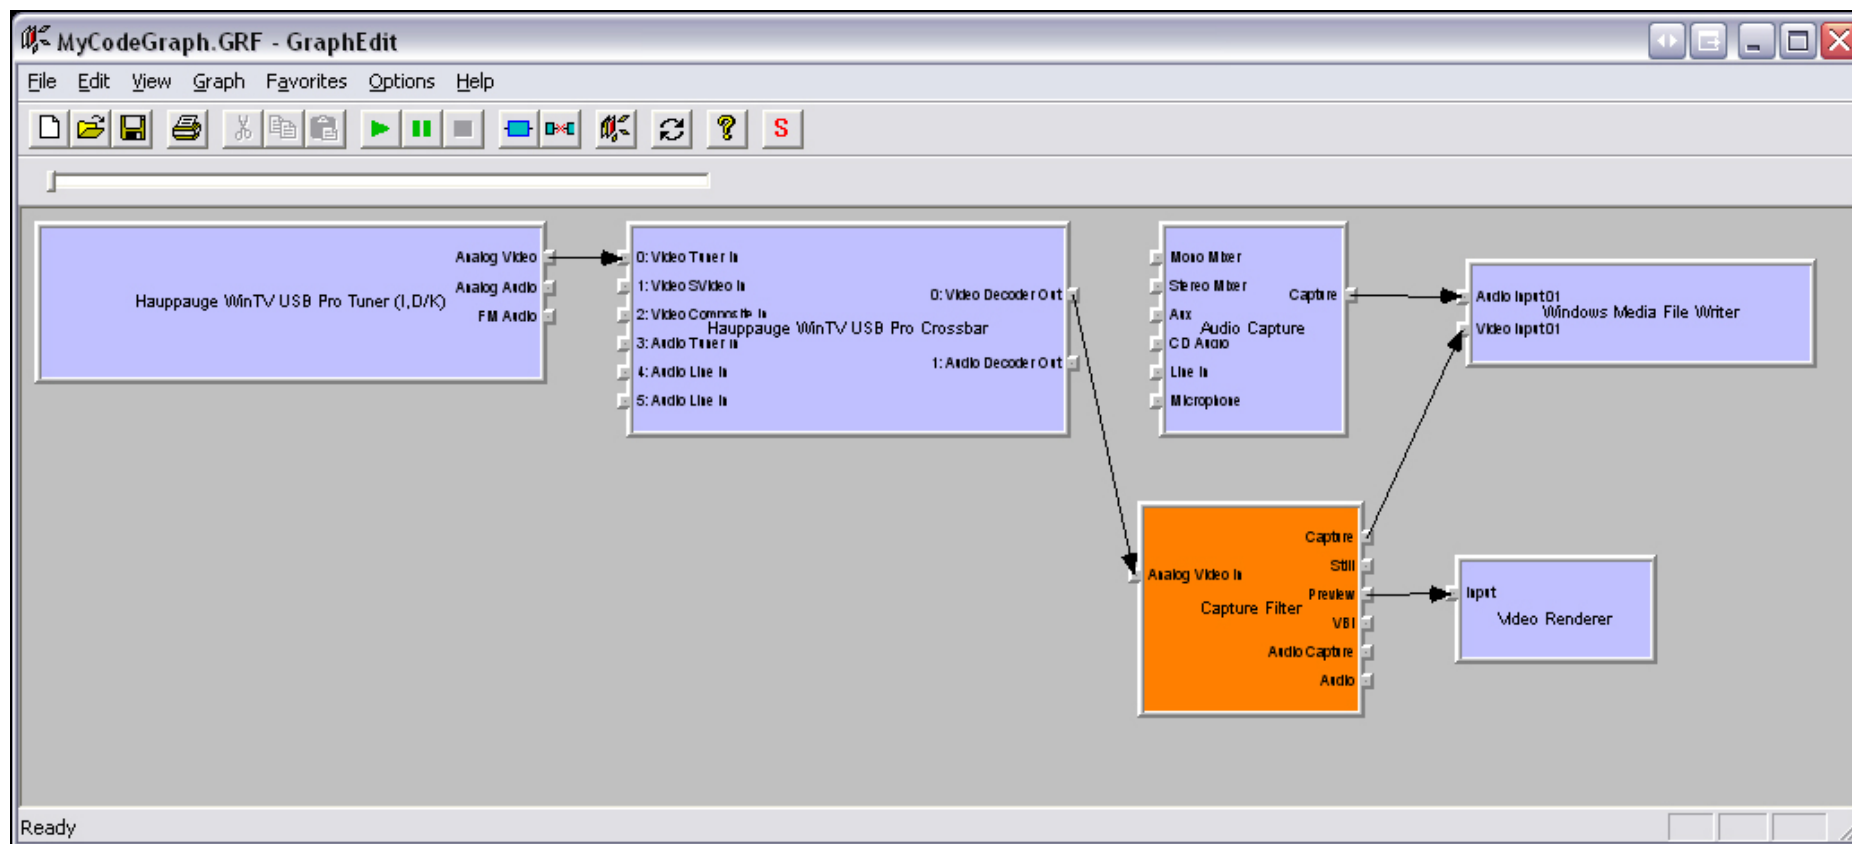 MyCodeGraph.GRF - GraphEdit
File Edit View Graph Favorites Options Help
S
Analog Video
Analog Audio
FM Audio
Hauppauge WinTV USB Pro Tuner (I,D/K)
0: Video Tuner In
1: Video SVideo In
2: Video Composite In
3: Audio Tuner In
4: Audio Line In
5: Audio Line In
Hauppauge WinTV USB Pro Crossbar
0: Video Decoder Out
1: Audio Decoder Out
Mono Mixer
Stereo Mixer
Aux
CD Audio
Line In
Microphone
Audio Capture
Capture
Audio Input01
Video Input01
Windows Media File Writer
Analog Video In
Capture Filter
Capture
Still
Preview
VBI
Audio Capture
Audio
Input
Video Renderer
Ready